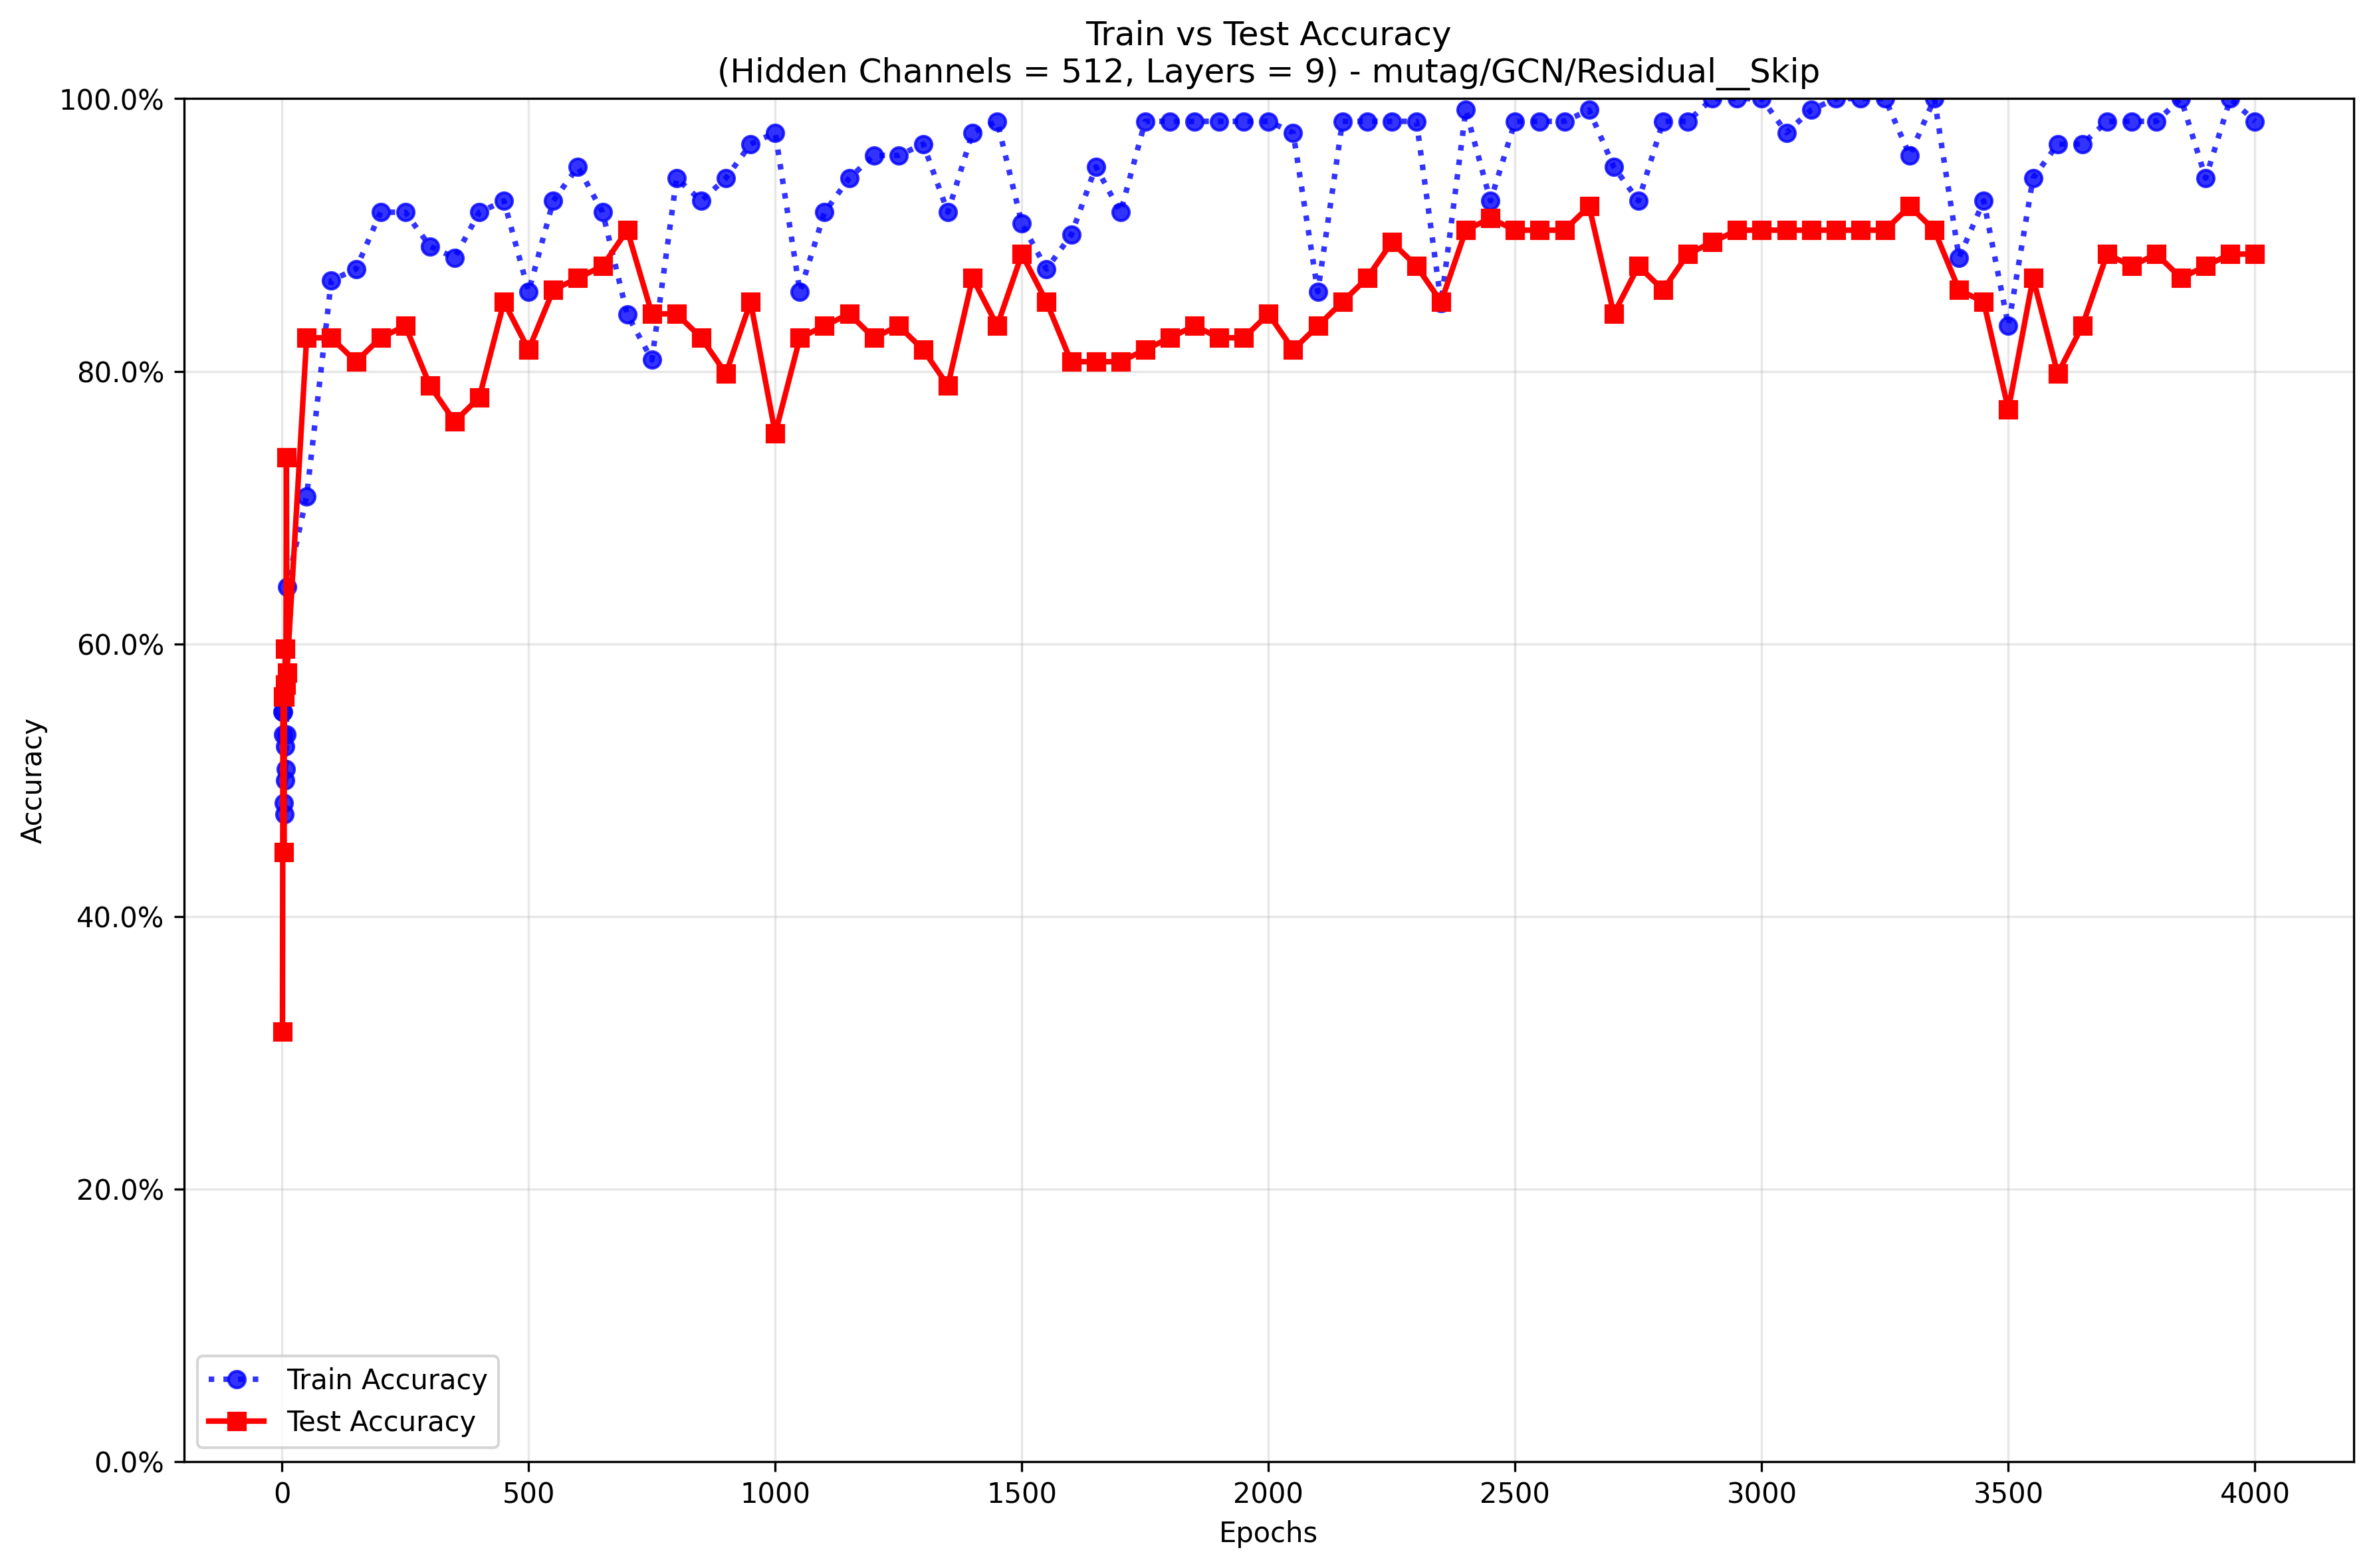 Train vs Test Accuracy
(Hidden Channels = 512, Layers = 9) - mutag/GCN/Residual__Skip
100.0%
80.0%
60.0%
40.0%
20.0%
0.0%
Accuracy
Train Accuracy
Test Accuracy
0 500 1000 1500 2000 2500 3000 3500 4000
Epochs